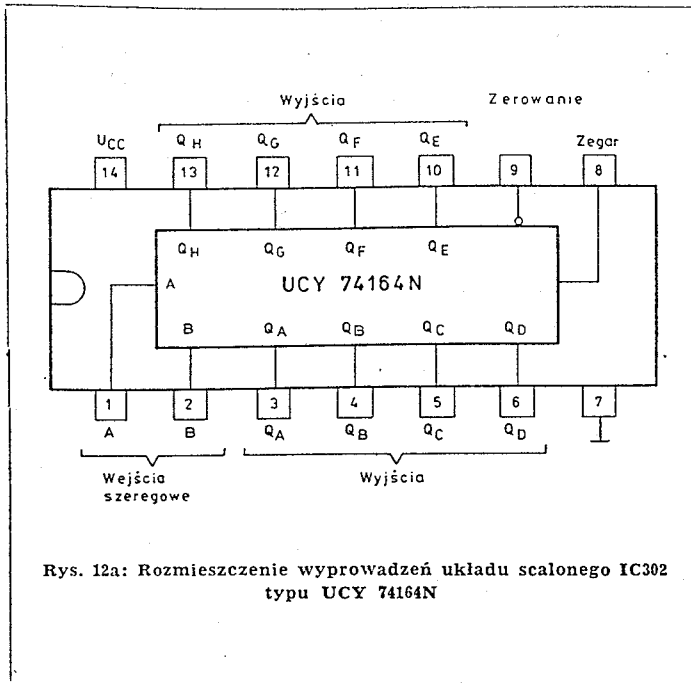 Wyjścia Zerowanie
UCC QH QG QF QE Zegar
14 13 12 11 10 9 8
QH QG QF QE
A UCY 74164N
B QA QB QC QD
1 2 3 4 5 6 7
A B QA QB QC QD
Wejścia Wyjścia
szeregowe
Rys. 12a: Rozmieszczenie wyprowadzeń układu scalonego IC302
typu UCY 74164N